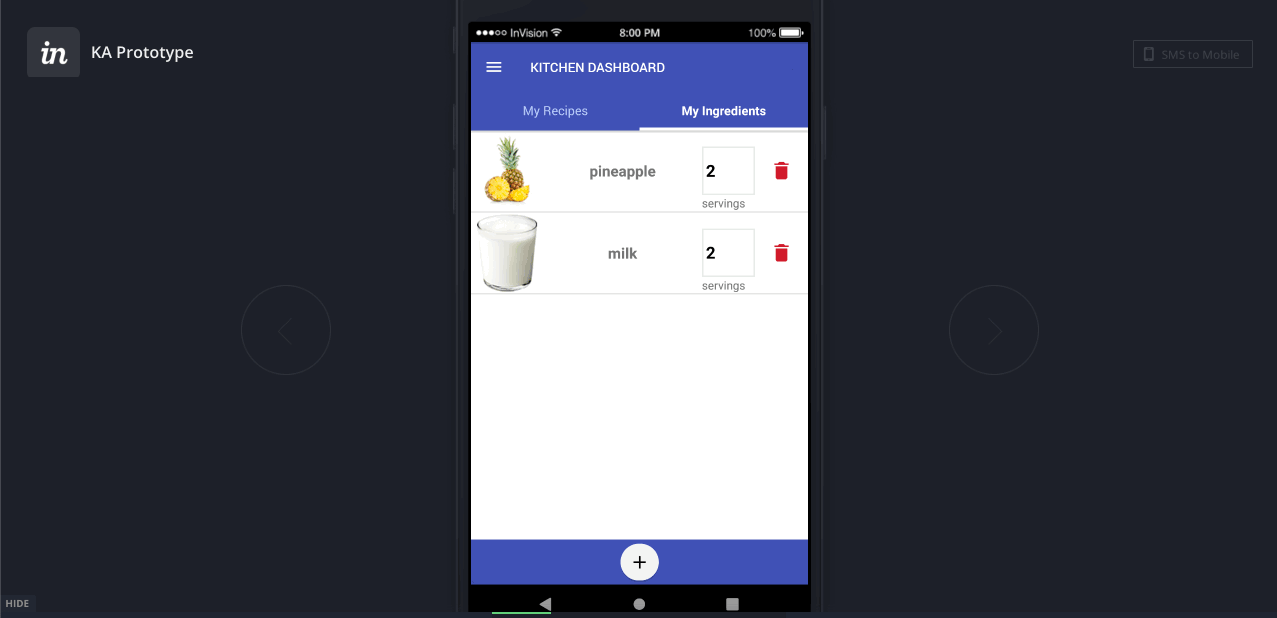 in KA Prototype
InVision 8:00 PM 100%
SMS to Mobile
KITCHEN DASHBOARD
My Recipes My Ingredients
pineapple 2
servings
milk 2
servings
+
HIDE